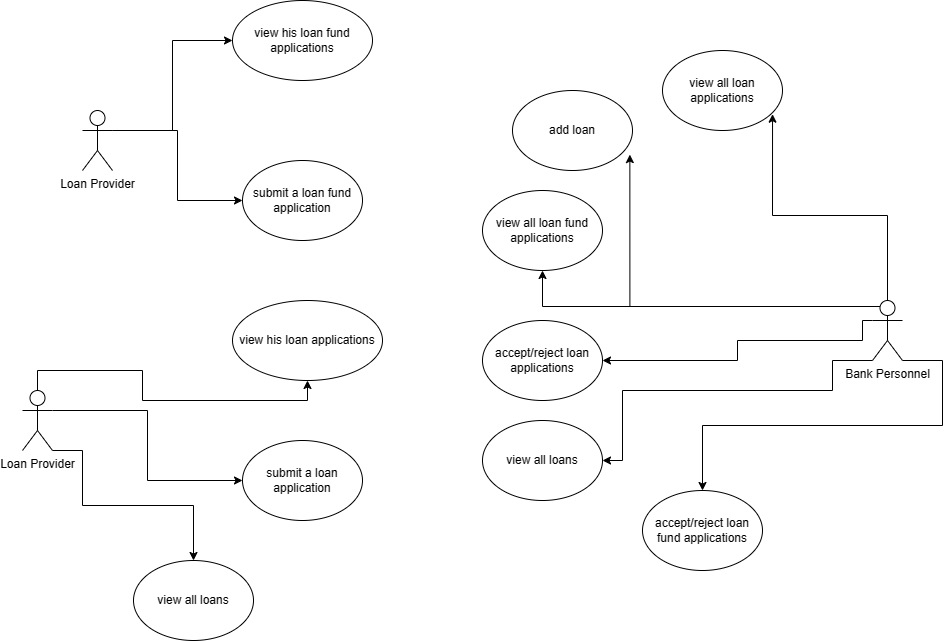 view his loan fund
applications
Loan Provider
submit a loan fund
application
view his loan applications
Loan Provider
submit a loan
application
view all loans
view all loan
applications
add loan
view all loan fund
applications
accept/reject loan
applications
Bank Personnel
view all loans
accept/reject loan
fund applications